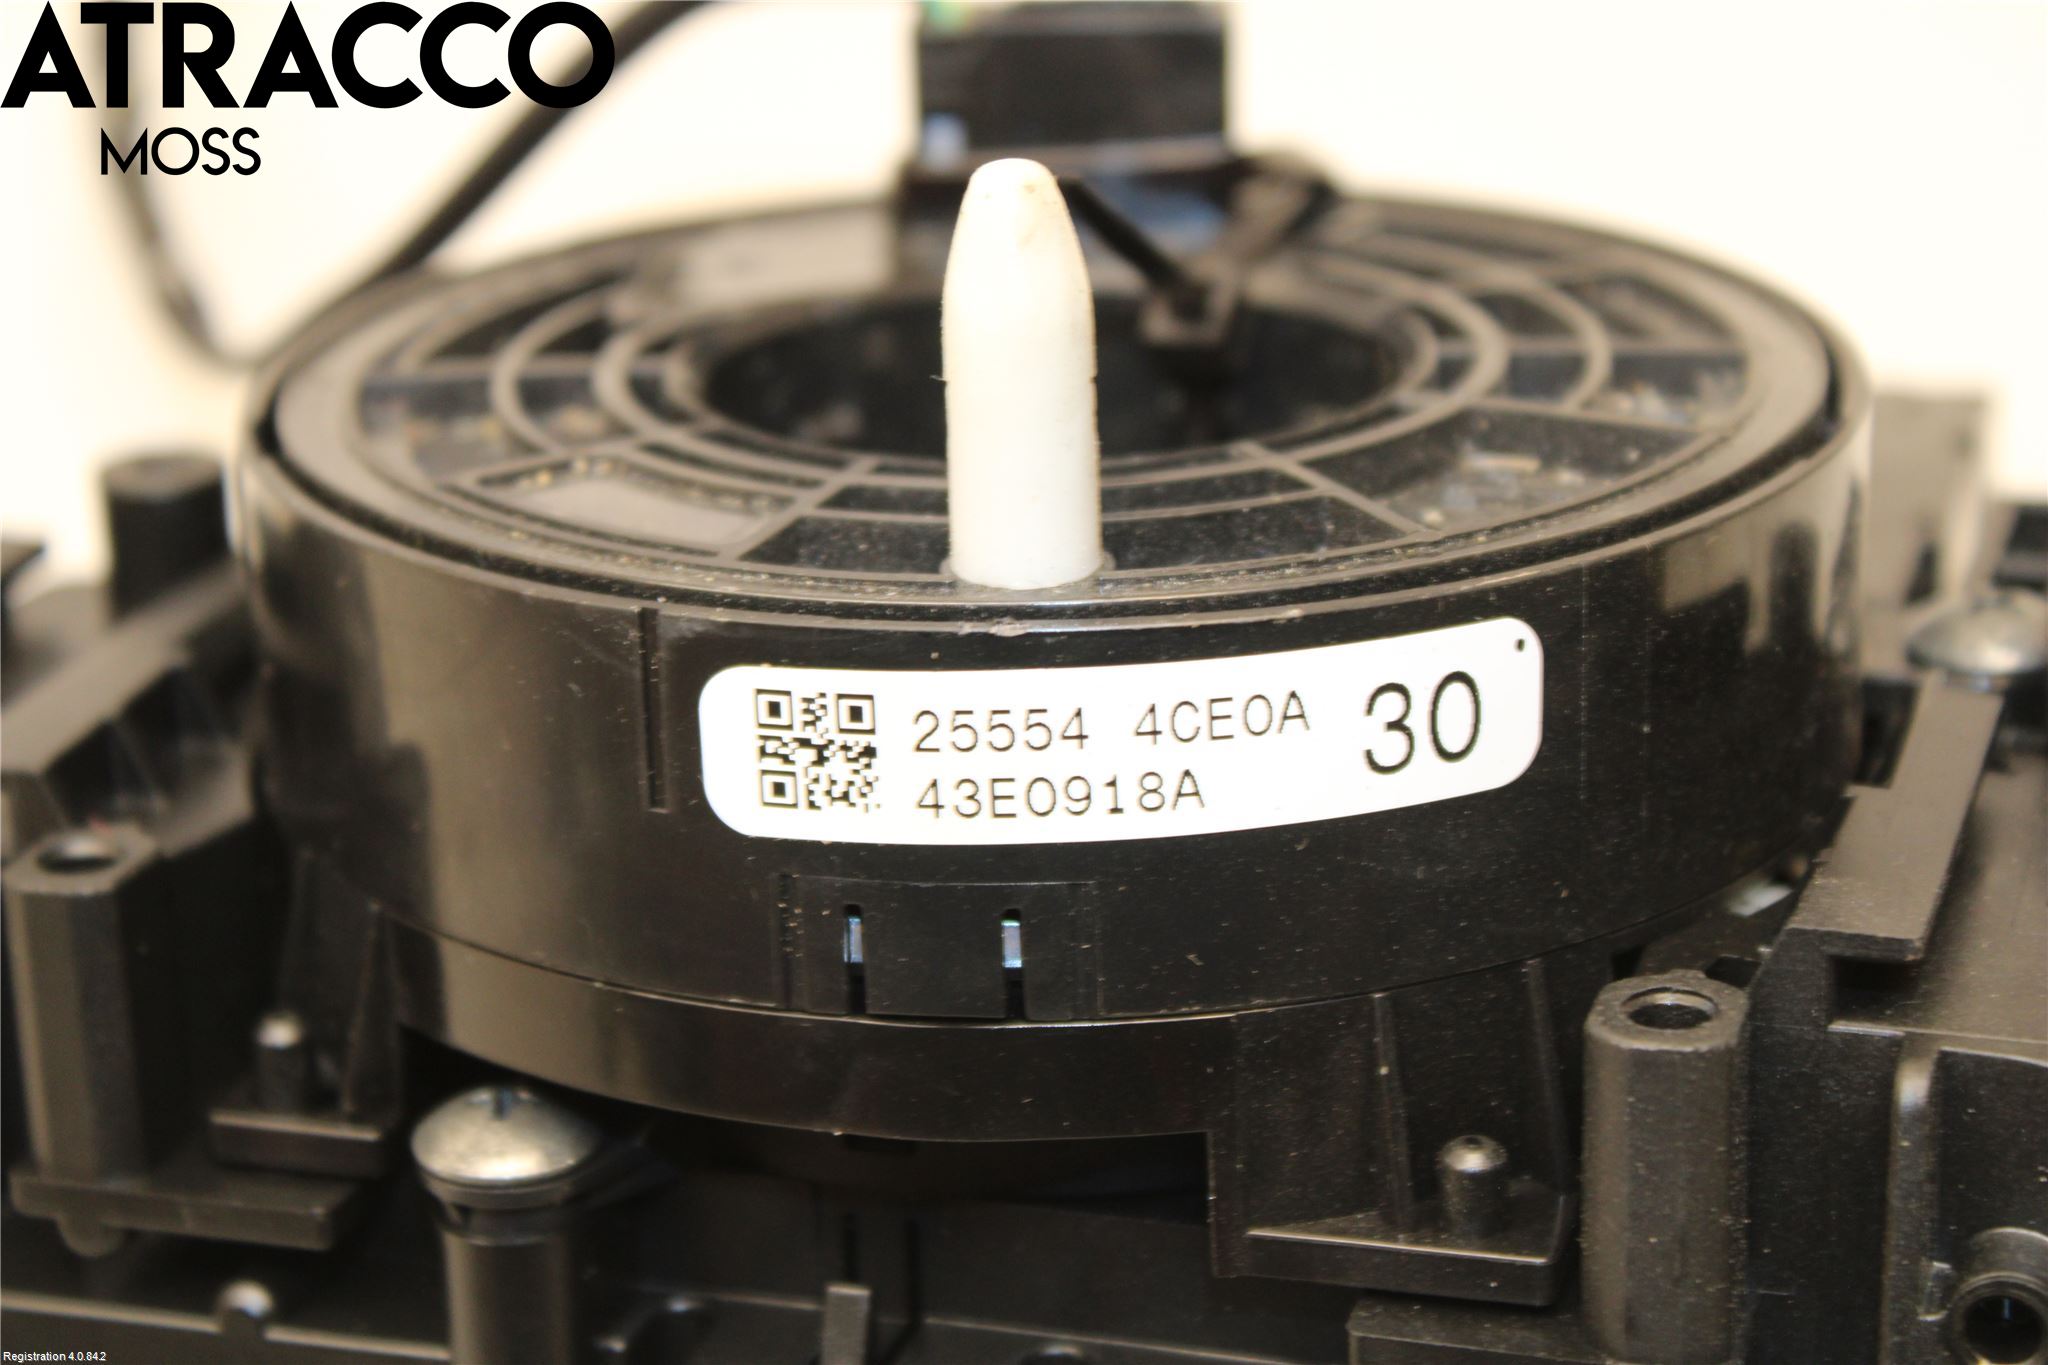 ATRACCO
MOSS
25554 4CE0A 30
43E0918A
Registration 4.0.84.2